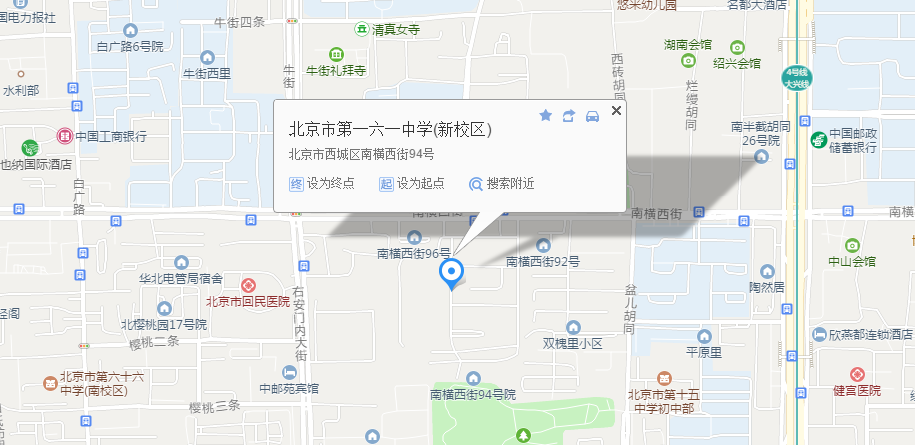 国电力报社
白广路6号院
牛街四条
清真女寺
悠米幼儿园
名都大酒店
湖南会馆
绍兴会馆
牛街西里
牛街
牛街礼拜寺
西砖胡同
烂缦胡同
4号线
大兴线
水利部
中国工商银行
也纳国际酒店
白广路
南半截胡同
26号院
中国邮政
储蓄银行
北京市第一六一中学(新校区)
北京市西城区南横西街94号
终 设为终点
起 设为起点
搜索附近
南横西街
南横西街
南横
南横西街96号
南横西街92号
中山会馆
华北电管局宿舍
北京市回民医院
右安门内大街
盆儿胡同
陶然居
北樱桃园17号院
樱桃二条
双槐里小区
平原里
欣燕都连锁酒店
北京市第六十六
中学(南校区)
中邮苑宾馆
南横西街94号院
北京市第十五
中学初中部
健宫医院
樱桃三条